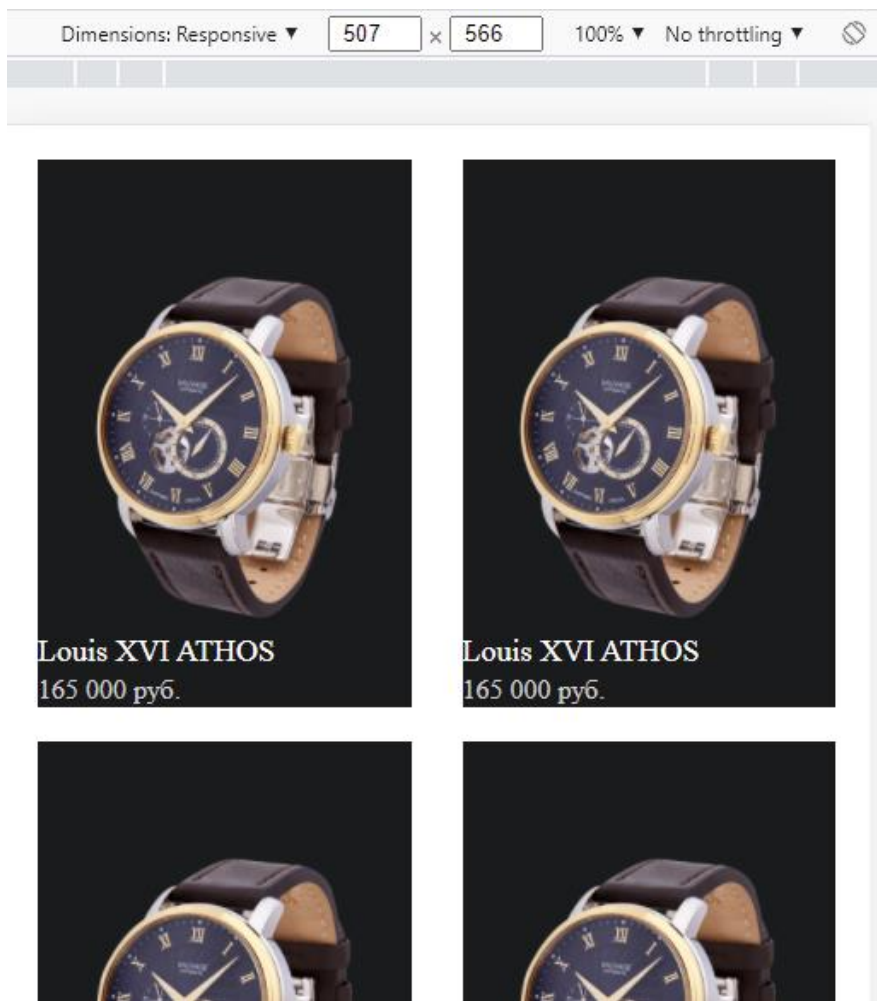 Dimensions: Responsive ▼ 507 × 566 100% ▼ No throttling ▼
Louis XVI ATHOS
165 000 руб.
Louis XVI ATHOS
165 000 руб.